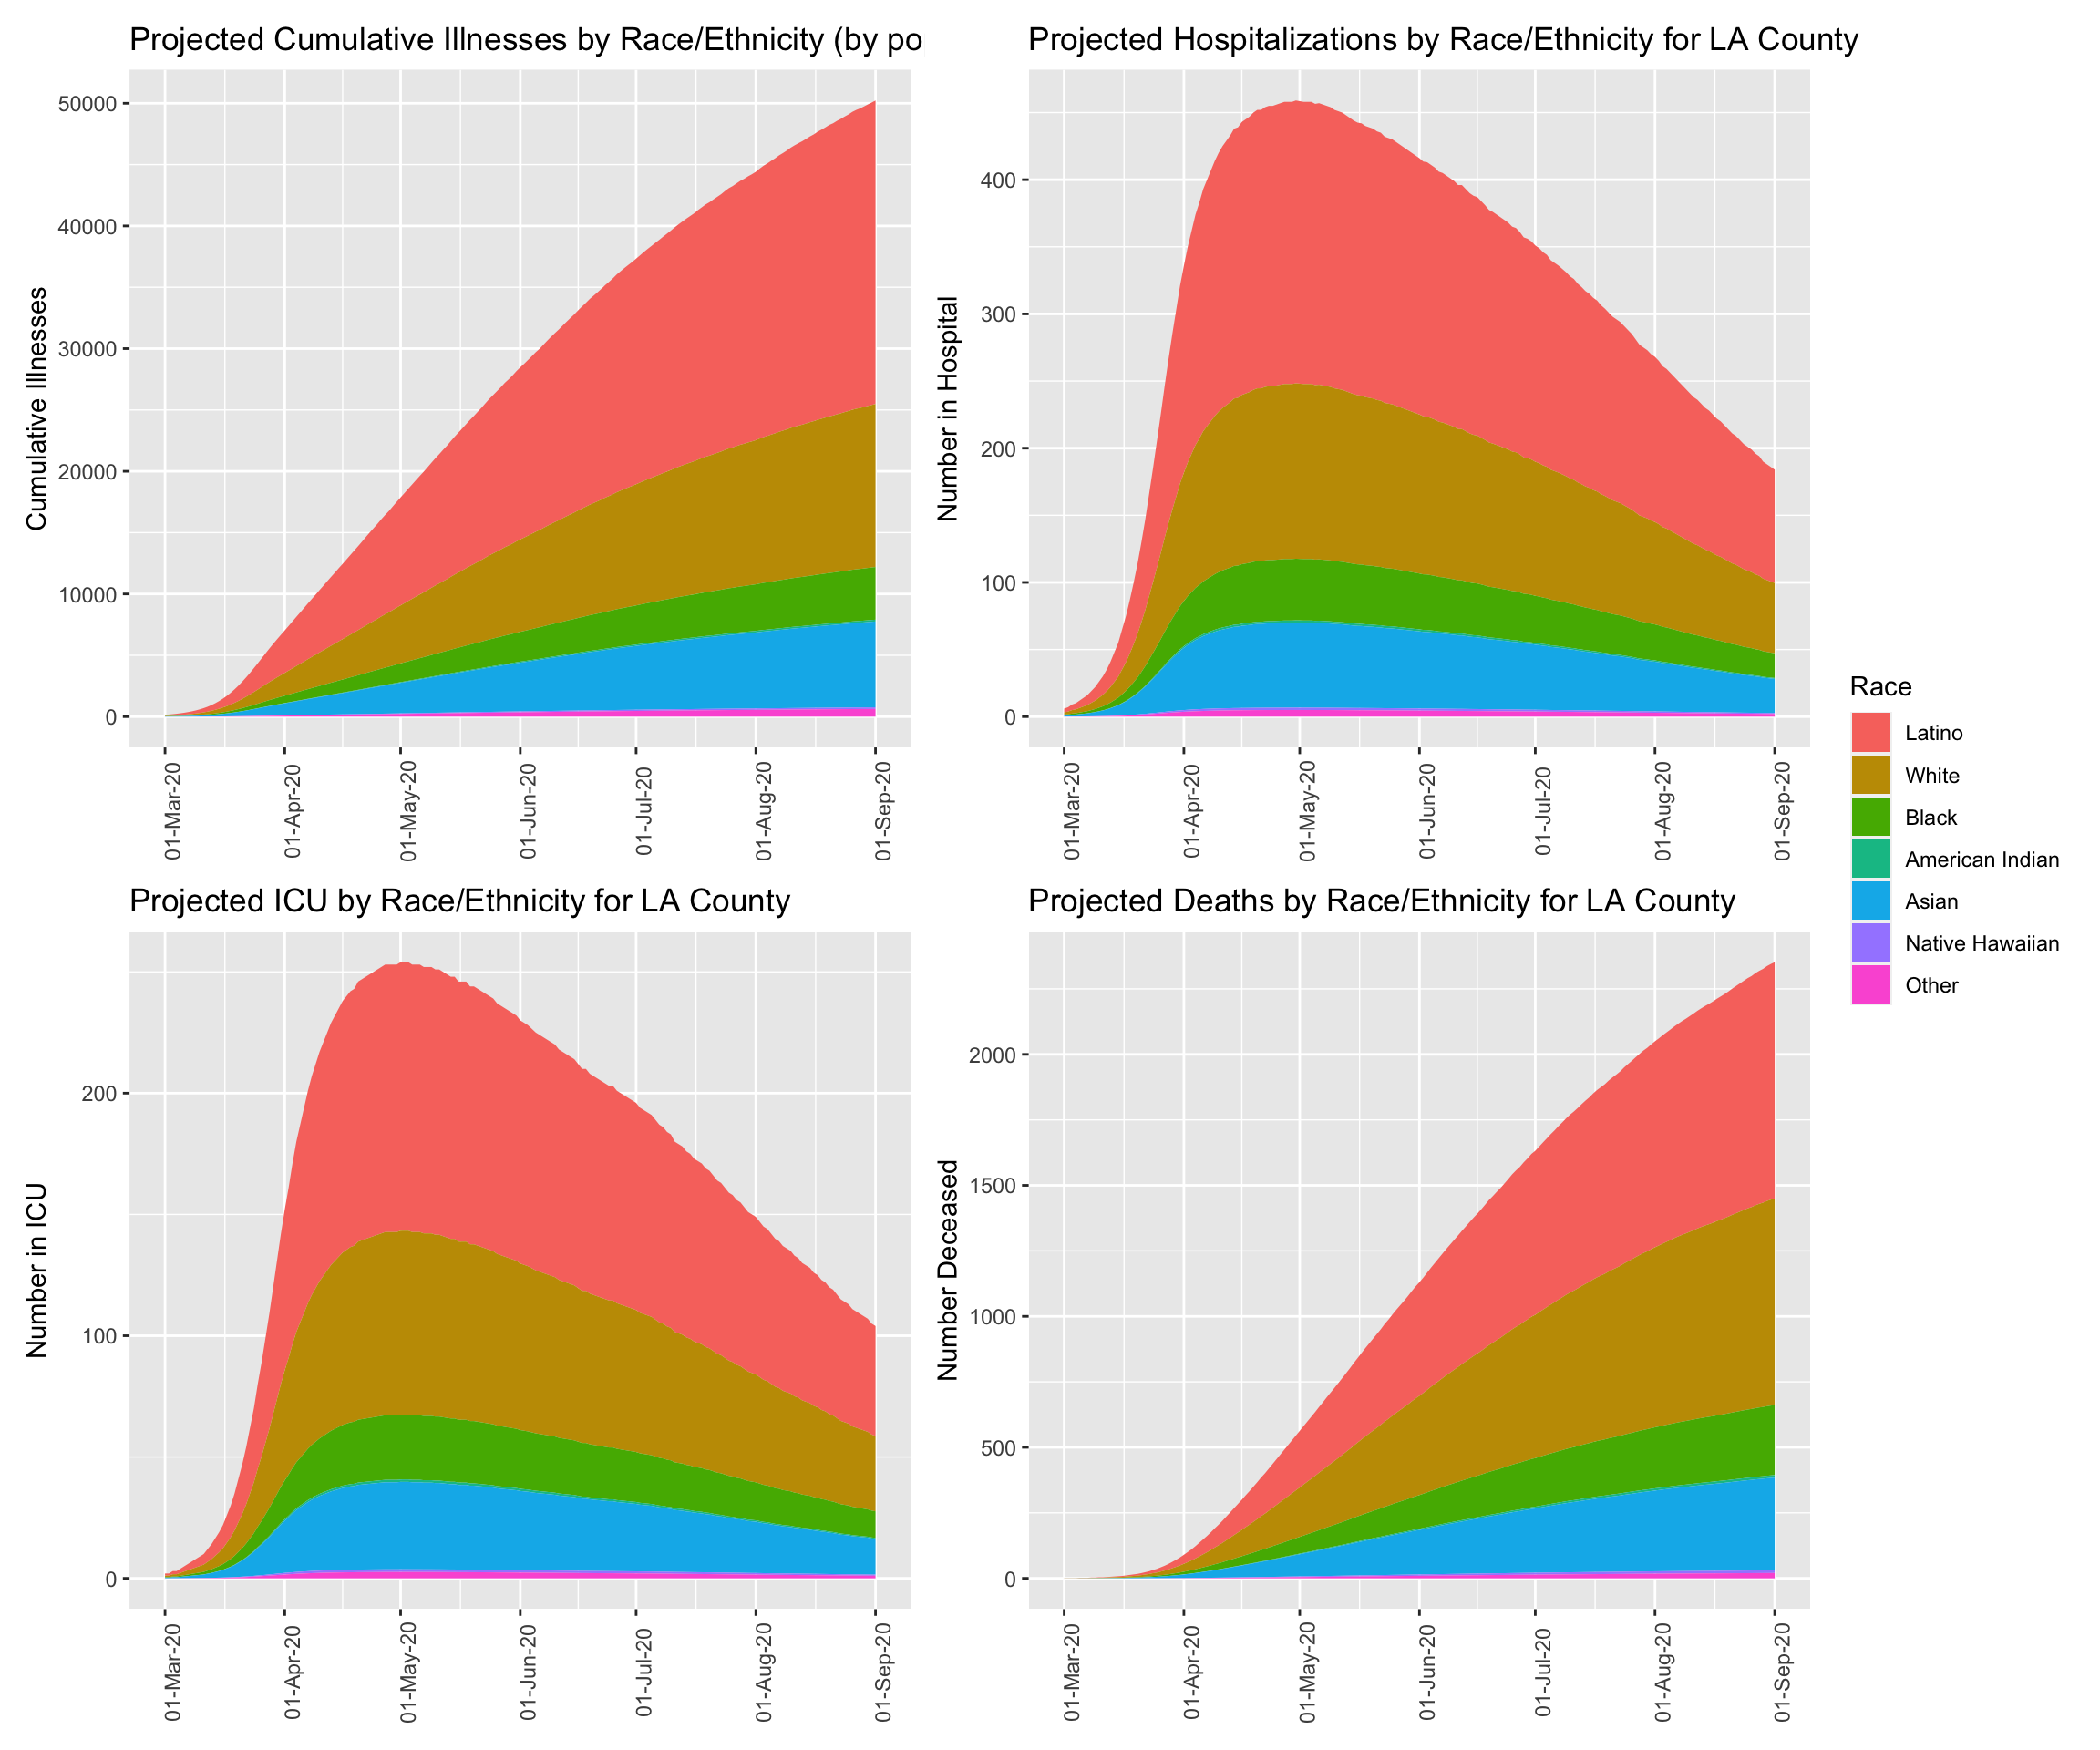 Projected Cumulative Illnesses by Race/Ethnicity (by po
Cumulative Illnesses
50000
40000
30000
20000
10000
0
01-Mar-20
01-Apr-20
01-May-20
01-Jun-20
01-Jul-20
01-Aug-20
01-Sep-20
Projected Hospitalizations by Race/Ethnicity for LA County
Number in Hospital
400
300
200
100
0
01-Mar-20
01-Apr-20
01-May-20
01-Jun-20
01-Jul-20
01-Aug-20
01-Sep-20
Projected ICU by Race/Ethnicity for LA County
Number in ICU
200
100
0
01-Mar-20
01-Apr-20
01-May-20
01-Jun-20
01-Jul-20
01-Aug-20
01-Sep-20
Projected Deaths by Race/Ethnicity for LA County
Number Deceased
2000
1500
1000
500
0
01-Mar-20
01-Apr-20
01-May-20
01-Jun-20
01-Jul-20
01-Aug-20
01-Sep-20
Race
Latino
White
Black
American Indian
Asian
Native Hawaiian
Other